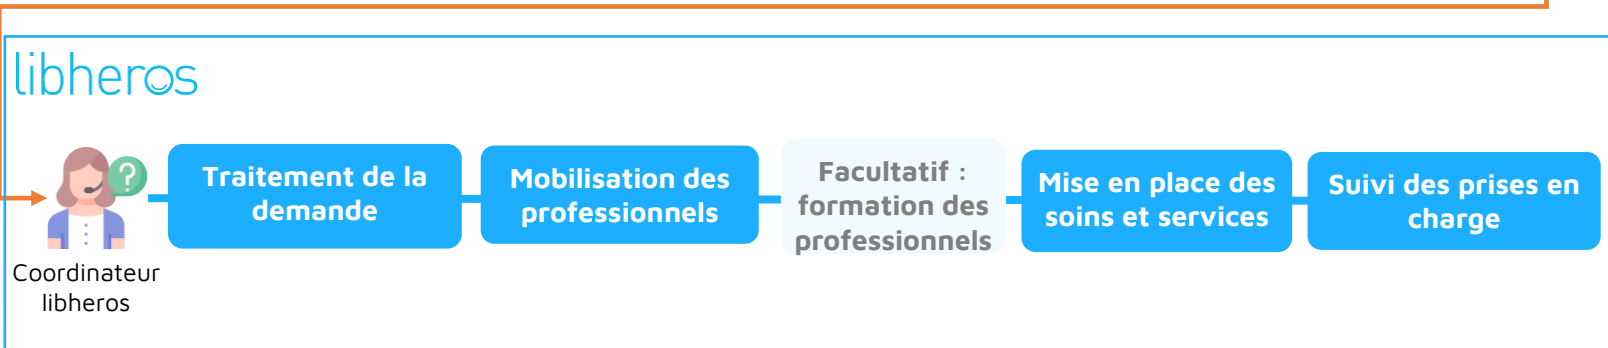 libheros
?
Traitement de la
demande
Mobilisation des
professionnels
Facultatif :
formation des
professionnels
Mise en place des
soins et services
Suivi des prises en
charge
Coordinateur
libheros